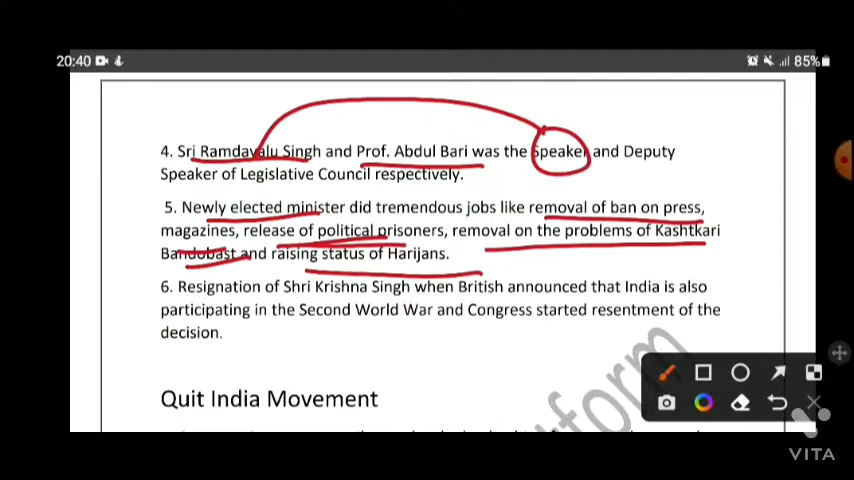 20:40
85%
4. Sri Ramdayalu Singh and Prof. Abdul Bari was the Speaker and Deputy
Speaker of Legislative Council respectively.
5. Newly elected minister did tremendous jobs like removal of ban on press,
magazines, release of political prisoners, removal on the problems of Kashtkari
Bandobast and raising status of Harijans.
6. Resignation of Shri Krishna Singh when British announced that India is also
participating in the Second World War and Congress started resentment of the
decision.
Quit India Movement
VITA